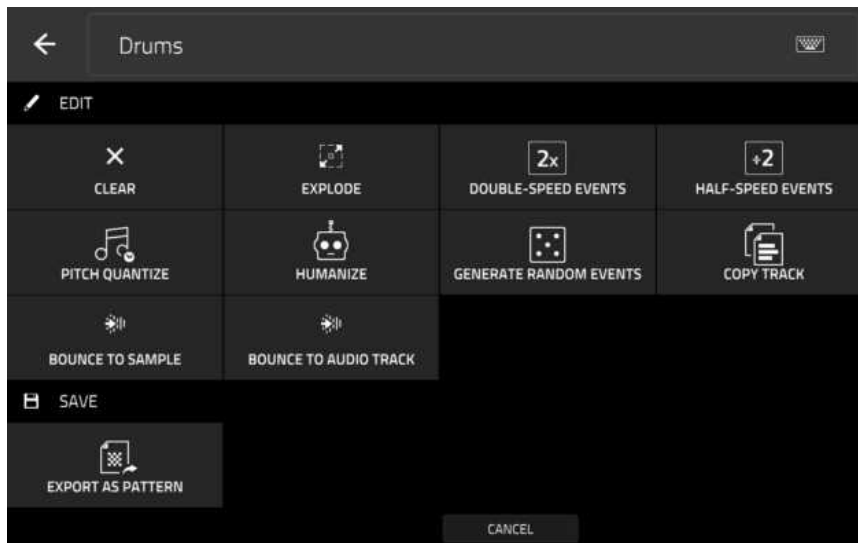 Drums
EDIT
CLEAR
EXPLODE
2x
DOUBLE-SPEED EVENTS
÷2
HALF-SPEED EVENTS
PITCH QUANTIZE
HUMANIZE
GENERATE RANDOM EVENTS
COPY TRACK
BOUNCE TO SAMPLE
BOUNCE TO AUDIO TRACK
SAVE
EXPORT AS PATTERN
CANCEL